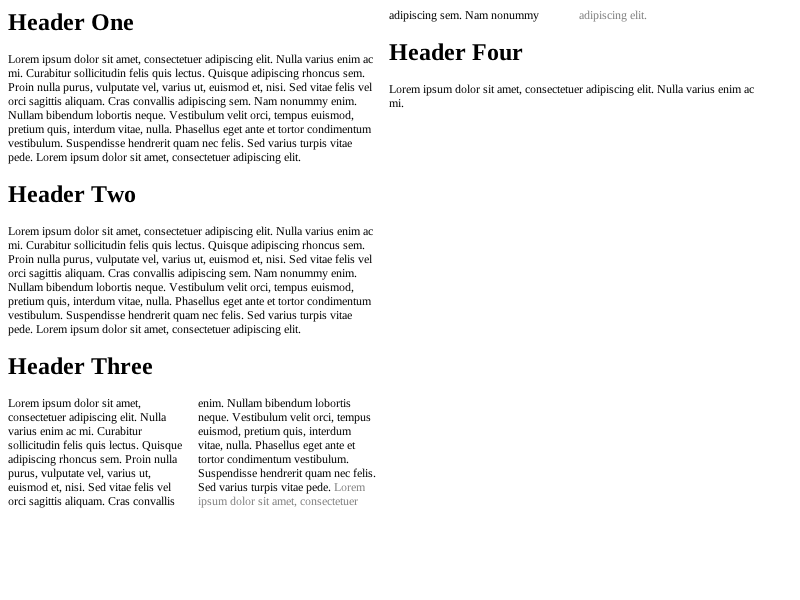 Header One
Lorem ipsum dolor sit amet, consectetuer adipiscing elit. Nulla varius enim ac
mi. Curabitur sollicitudin felis quis lectus. Quisque adipiscing rhoncus sem.
Proin nulla purus, vulputate vel, varius ut, euismod et, nisi. Sed vitae felis vel
orci sagittis aliquam. Cras convallis adipiscing sem. Nam nonummy enim.
Nullam bibendum lobortis neque. Vestibulum velit orci, tempus euismod,
pretium quis, interdum vitae, nulla. Phasellus eget ante et tortor condimentum
vestibulum. Suspendisse hendrerit quam nec felis. Sed varius turpis vitae
pede. Lorem ipsum dolor sit amet, consectetuer adipiscing elit.
Header Two
Lorem ipsum dolor sit amet, consectetuer adipiscing elit. Nulla varius enim ac
mi. Curabitur sollicitudin felis quis lectus. Quisque adipiscing rhoncus sem.
Proin nulla purus, vulputate vel, varius ut, euismod et, nisi. Sed vitae felis vel
orci sagittis aliquam. Cras convallis adipiscing sem. Nam nonummy enim.
Nullam bibendum lobortis neque. Vestibulum velit orci, tempus euismod,
pretium quis, interdum vitae, nulla. Phasellus eget ante et tortor condimentum
vestibulum. Suspendisse hendrerit quam nec felis. Sed varius turpis vitae
pede. Lorem ipsum dolor sit amet, consectetuer adipiscing elit.
Header Three
Lorem ipsum dolor sit amet,
consectetuer adipiscing elit. Nulla
varius enim ac mi. Curabitur
sollicitudin felis quis lectus. Quisque
adipiscing rhoncus sem. Proin nulla
purus, vulputate vel, varius ut,
euismod et, nisi. Sed vitae felis vel
orci sagittis aliquam. Cras convallis
enim. Nullam bibendum lobortis
neque. Vestibulum velit orci, tempus
euismod, pretium quis, interdum
vitae, nulla. Phasellus eget ante et
tortor condimentum vestibulum.
Suspendisse hendrerit quam nec felis.
Sed varius turpis vitae pede. Lorem
ipsum dolor sit amet, consectetuer
adipiscing sem. Nam nonummy
adipiscing elit.
Header Four
Lorem ipsum dolor sit amet, consectetuer adipiscing elit. Nulla varius enim ac
mi.